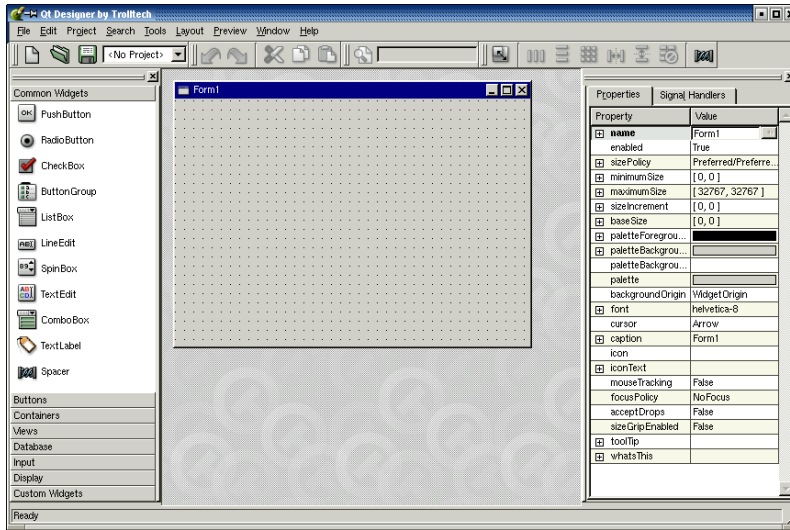 Qt Designer by Trolltech
File Edit Project Search Tools Layout Preview Window Help
<No Project>
Common Widgets
OK PushButton
RadioButton
CheckBox
ButtonGroup
ListBox
ABI LineEdit
89 SpinBox
TextEdit
ComboBox
TextLabel
Spacer
Buttons
Containers
Views
Database
Input
Display
Custom Widgets
Form1
Properties Signal Handlers
Property Value
name Form1
enabled True
sizePolicy Preferred/Preferre...
minimumSize [ 0, 0 ]
maximumSize [ 32767, 32767 ]
sizeIncrement [ 0, 0 ]
baseSize [ 0, 0 ]
paletteForegrou...
paletteBackgrou...
paletteBackgrou...
palette
backgroundOrigin WidgetOrigin
font helvetica-8
cursor Arrow
caption Form1
icon
iconText
mouseTracking False
focusPolicy NoFocus
acceptDrops False
sizeGripEnabled False
toolTip
whatsThis
Ready